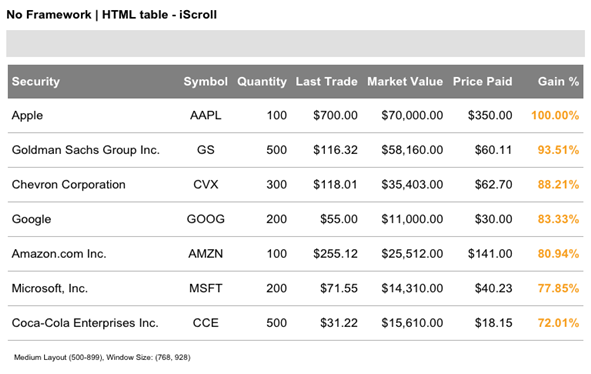 No Framework | HTML table - iScroll
Security Symbol Quantity Last Trade Market Value Price Paid Gain %
Apple AAPL 100 $700.00 $70,000.00 $350.00 100.00%
Goldman Sachs Group Inc. GS 500 $116.32 $58,160.00 $60.11 93.51%
Chevron Corporation CVX 300 $118.01 $35,403.00 $62.70 88.21%
Google GOOG 200 $55.00 $11,000.00 $30.00 83.33%
Amazon.com Inc. AMZN 100 $255.12 $25,512.00 $141.00 80.94%
Microsoft, Inc. MSFT 200 $71.55 $14,310.00 $40.23 77.85%
Coca-Cola Enterprises Inc. CCE 500 $31.22 $15,610.00 $18.15 72.01%
Medium Layout (500-899), Window Size: (768, 928)